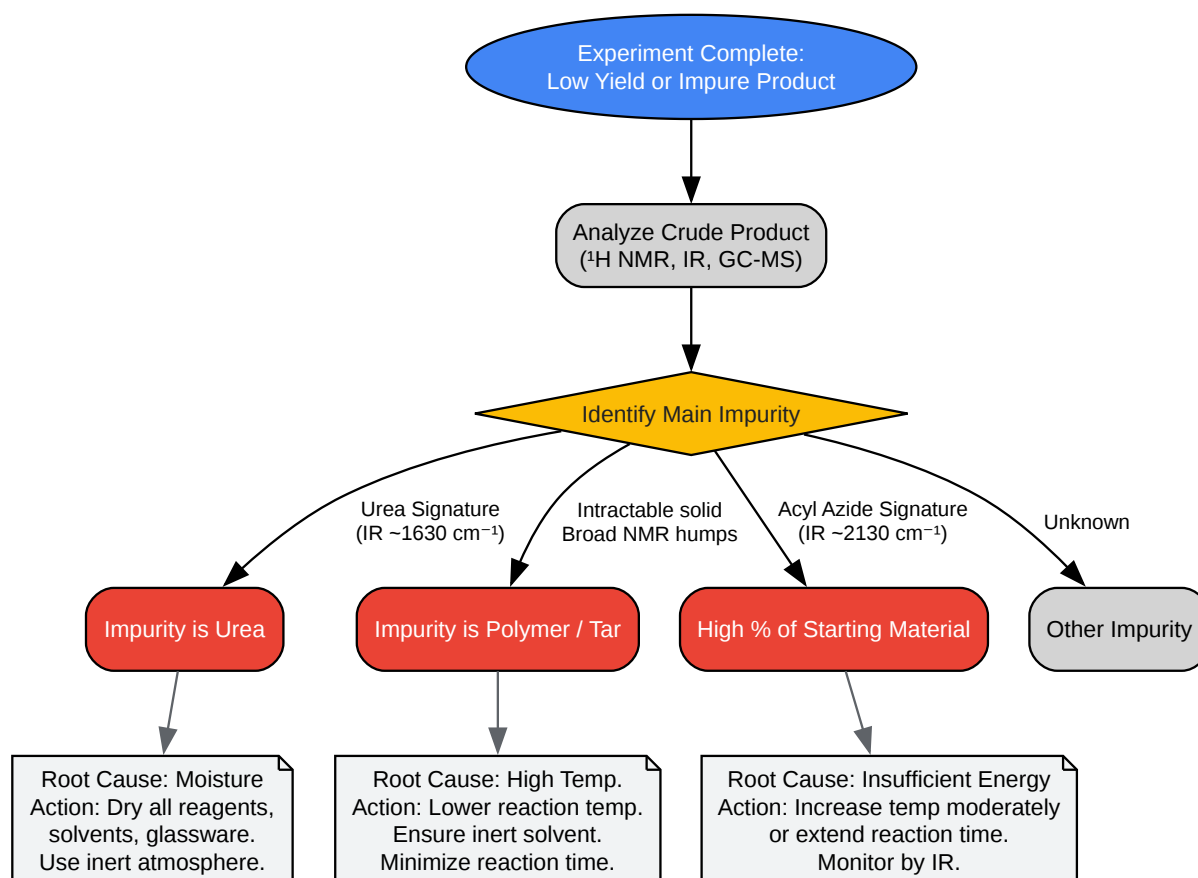 Experiment Complete:
Low Yield or Impure Product
Analyze Crude Product
(¹H NMR, IR, GC-MS)
Identify Main Impurity
Urea Signature
(IR ~1630 cm⁻¹)
Intractable solid
Broad NMR humps
Acyl Azide Signature
(IR ~2130 cm⁻¹)
Unknown
Impurity is Urea
Impurity is Polymer / Tar
High % of Starting Material
Other Impurity
Root Cause: Moisture
Action: Dry all reagents,
solvents, glassware.
Use inert atmosphere.
Root Cause: High Temp.
Action: Lower reaction temp.
Ensure inert solvent.
Minimize reaction time.
Root Cause: Insufficient Energy
Action: Increase temp moderately
or extend reaction time.
Monitor by IR.